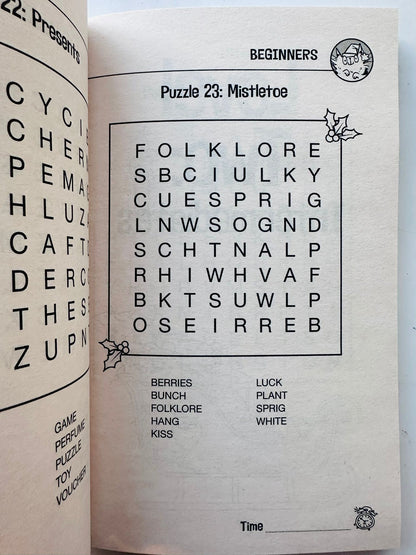 22: Presents
C Y C I E
C H E R
P E M A
H L U Z
C A F T
D E R C
T H E S
Z U P N
GAME
PERFUME
PUZZLE
TOY
VOUCHER
BEGINNERS
Puzzle 23: Mistletoe
F O L K L O R E
S B C I U L K Y
C U E S P R I G
L N W S O G N D
S C H T N A L P
R H I W H V A F
B K T S U W L P
O S E I R R E B
BERRIES
BUNCH
FOLKLORE
HANG
KISS
LUCK
PLANT
SPRIG
WHITE
Time